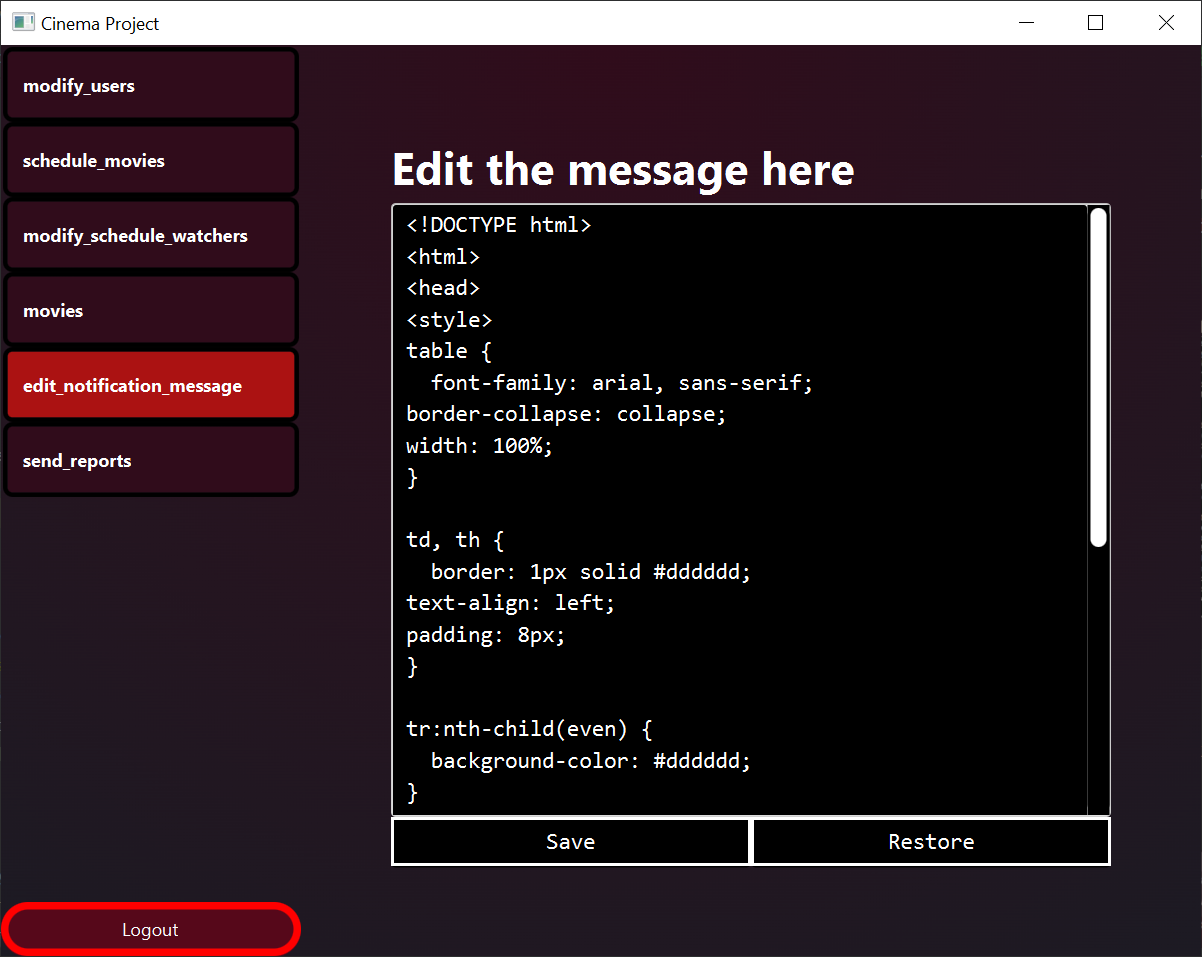 Cinema Project
modify_users
schedule_movies
modify_schedule_watchers
movies
edit_notification_message
send_reports
Logout
Edit the message here
<!DOCTYPE html>
<html>
<head>
<style>
table {
  font-family: arial, sans-serif;
border-collapse: collapse;
width: 100%;
}

td, th {
  border: 1px solid #dddddd;
text-align: left;
padding: 8px;
}

tr:nth-child(even) {
  background-color: #dddddd;
}
Save
Restore